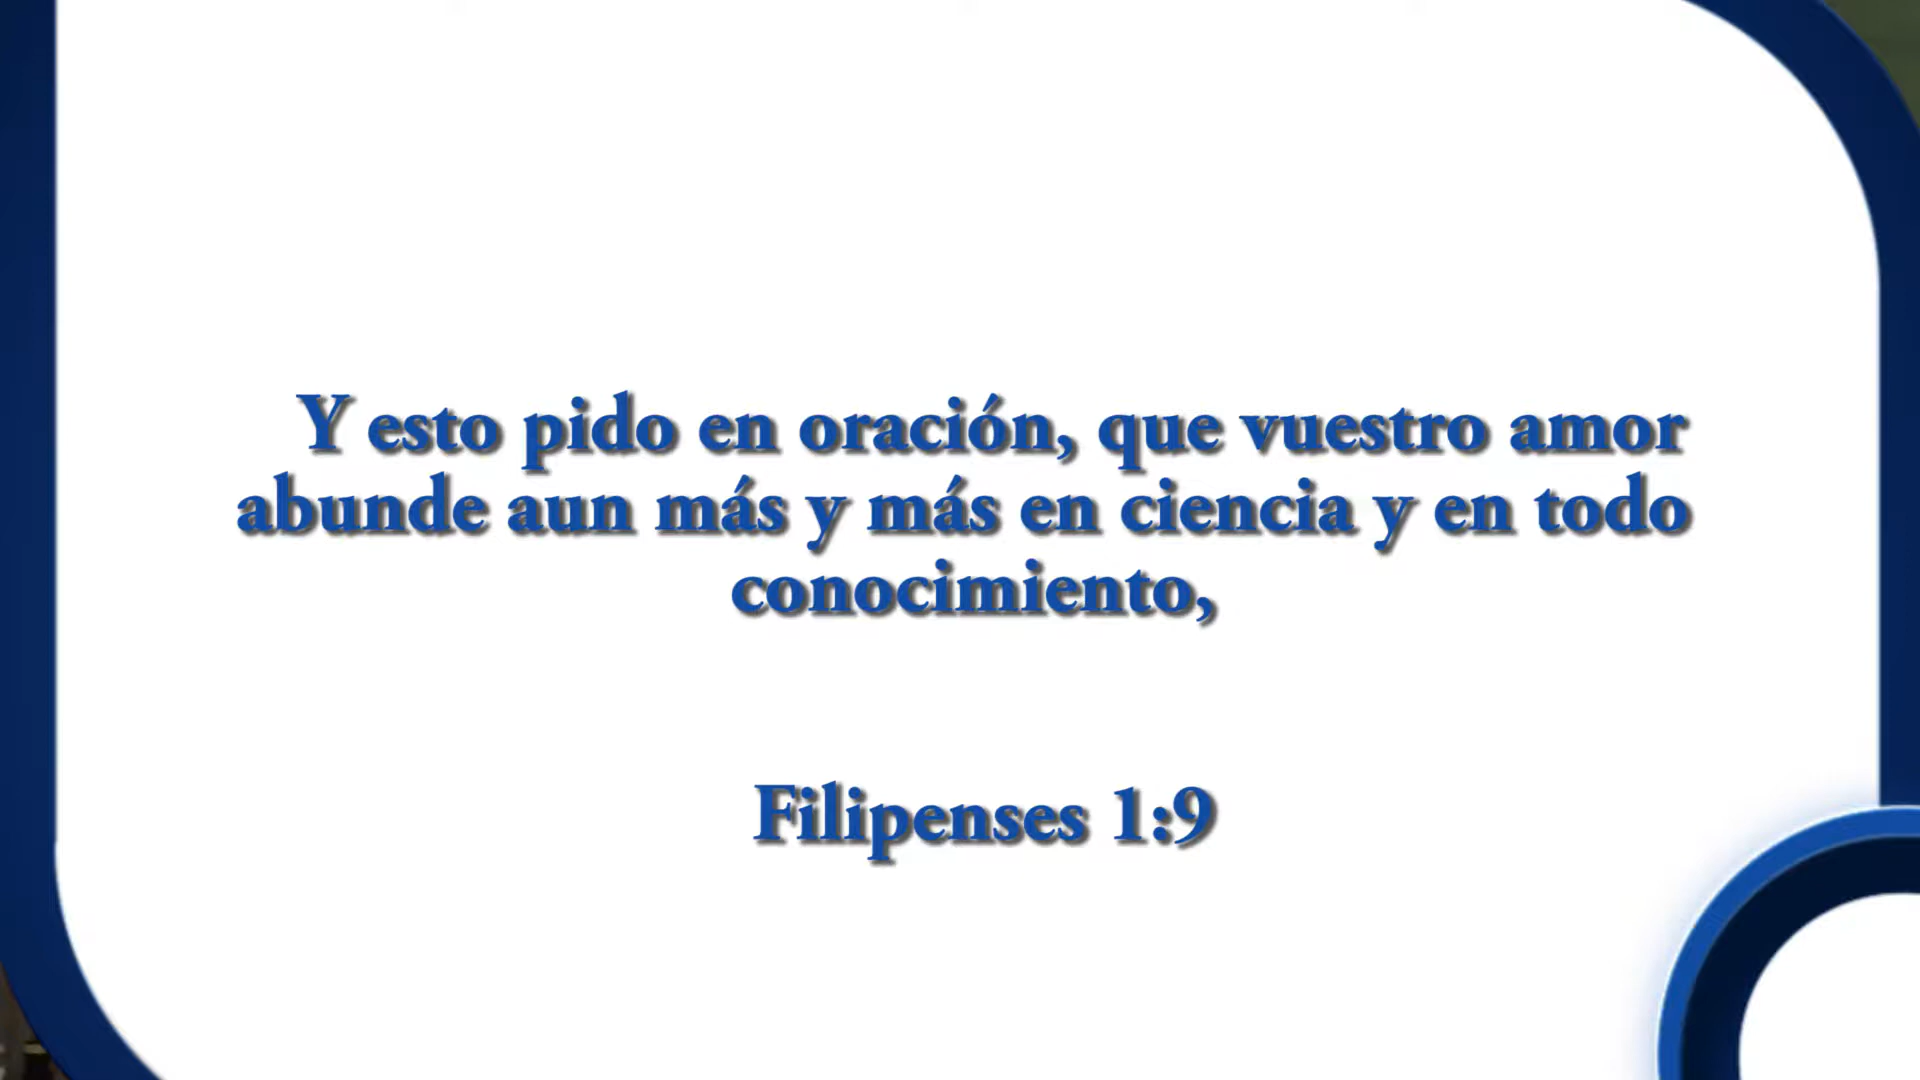 Y esto pido en oración, que vuestro amor
abunde aun más y más en ciencia y en todo
conocimiento,
Filipenses 1:9